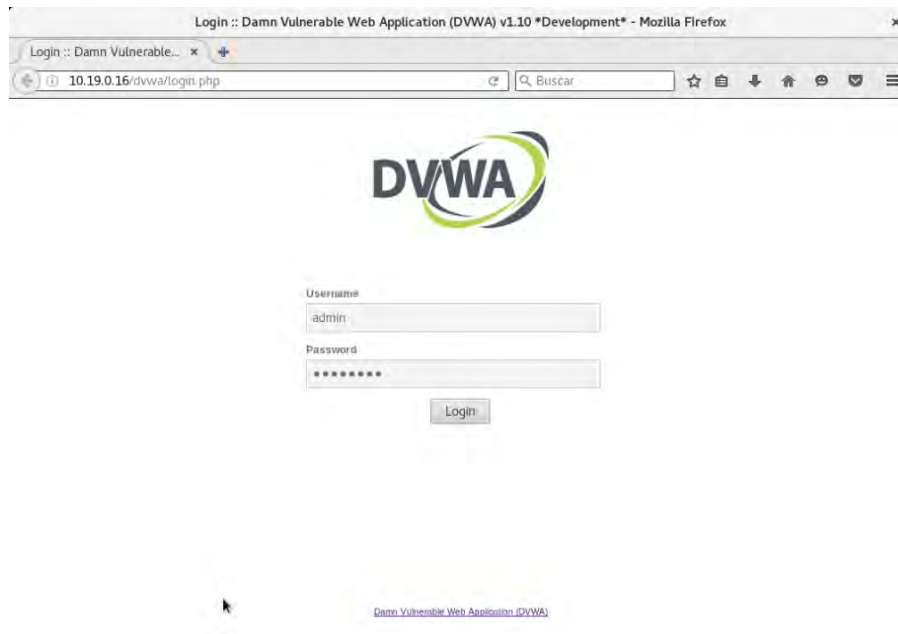 Login :: Damn Vulnerable Web Application (DVWA) v1.10 *Development* - Mozilla Firefox
Login :: Damn Vulnerable...
10.19.0.16/dvwa/login.php
Buscar
DVWA
Username
admin
Password
Login
Damn Vulnerable Web Application (DVWA)